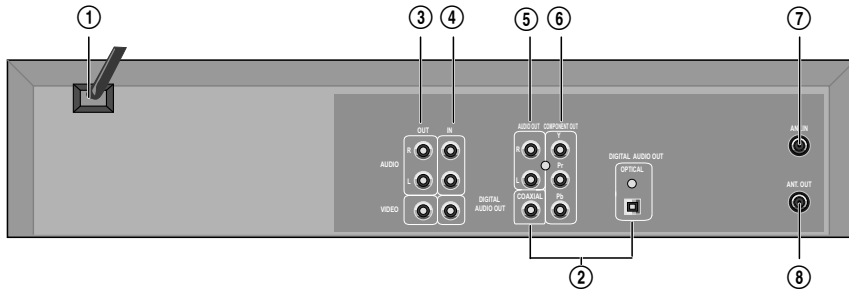 ① ③ ④ ⑤ ⑥ ⑦
OUT IN AUDIO OUT COMPONENT OUT
Y
ANT.IN
R R
AUDIO
DIGITAL AUDIO OUT
Pr
OPTICAL
L L
ANT. OUT
COAXIAL Pb
VIDEO
DIGITAL
AUDIO OUT
② ⑧